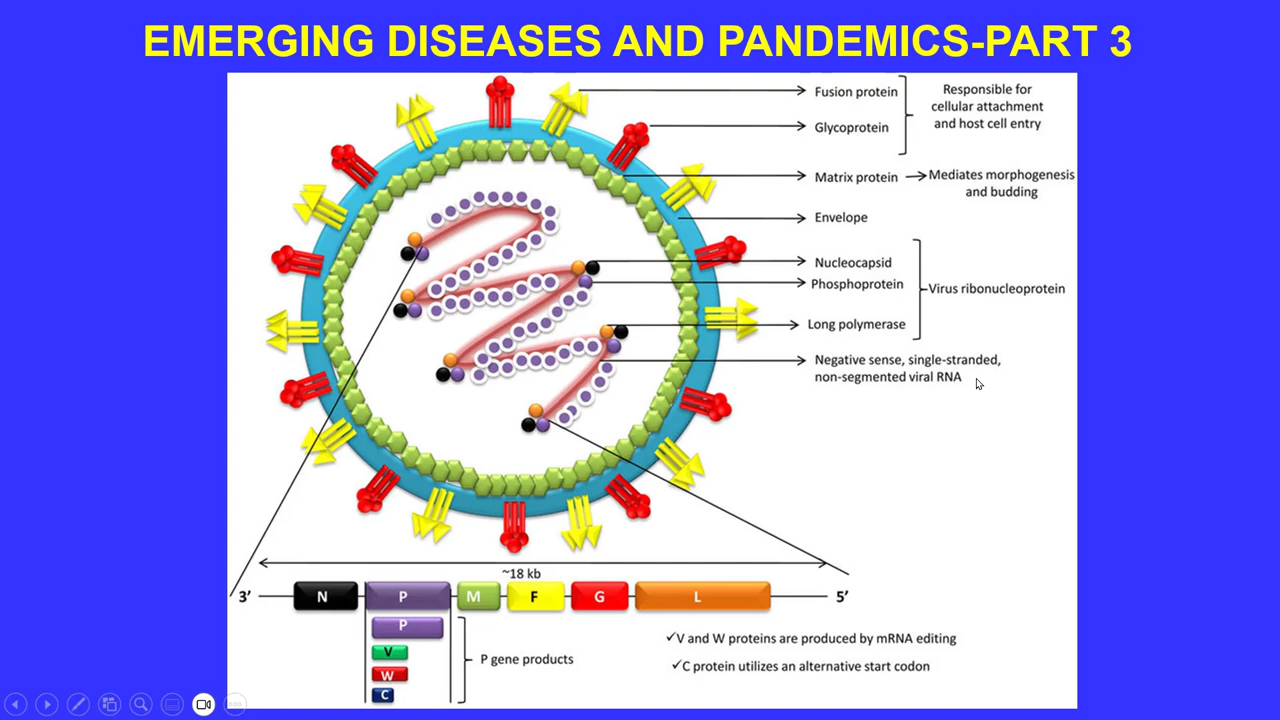 EMERGING DISEASES AND PANDEMICS-PART 3
Fusion protein
Glycoprotein
Responsible for
cellular attachment
and host cell entry
Matrix protein
Mediates morphogenesis
and budding
Envelope
Nucleocapsid
Phosphoprotein
Virus ribonucleoprotein
Long polymerase
Negative sense, single-stranded,
non-segmented viral RNA
~18 kb
3’ N P M F G L 5’
P
V
W
C
P gene products
✓V and W proteins are produced by mRNA editing
✓C protein utilizes an alternative start codon